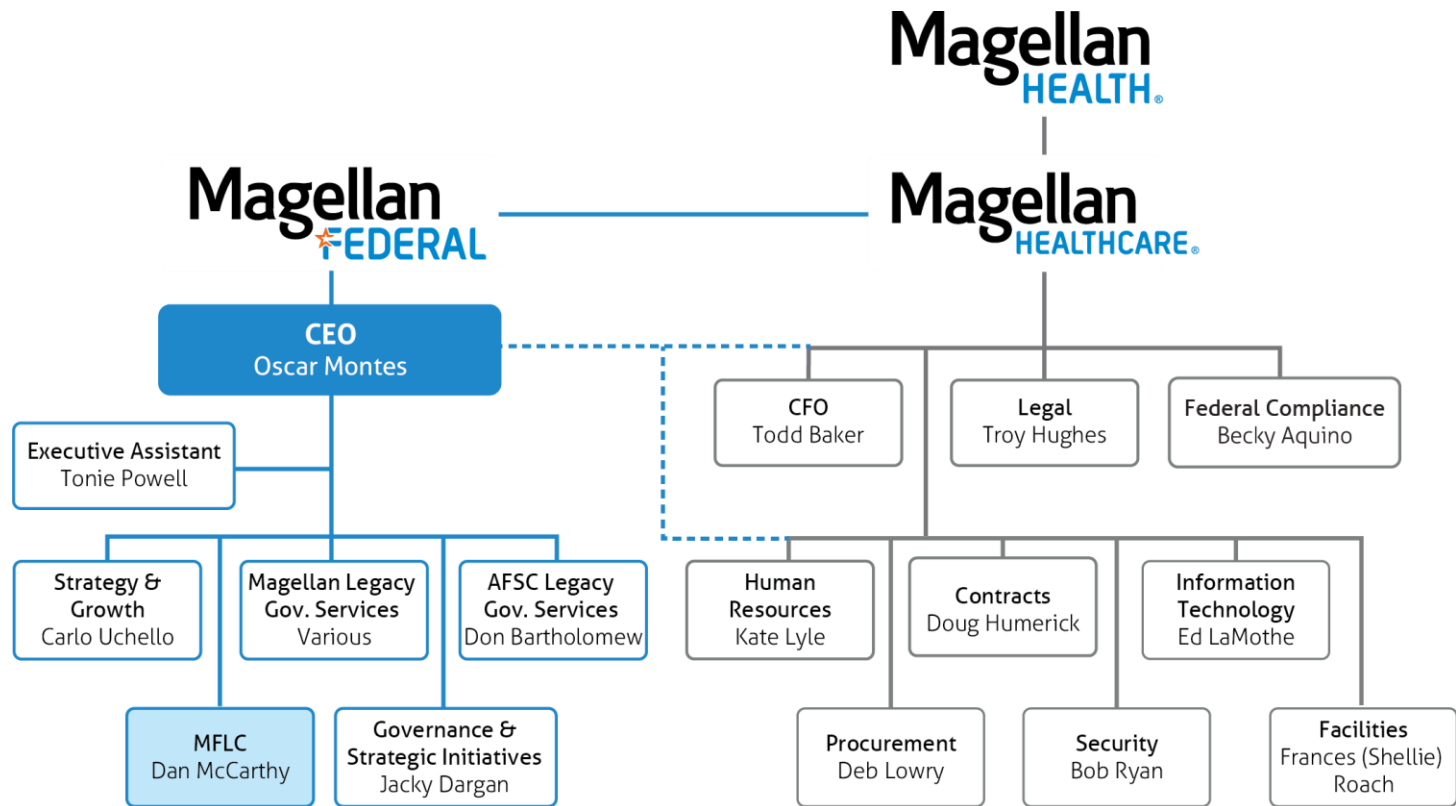 Magellan
HEALTH®
Magellan
FEDERAL
Magellan
HEALTHCARE®
CEO
Oscar Montes
CFO
Todd Baker
Legal
Troy Hughes
Federal Compliance
Becky Aquino
Executive Assistant
Tonie Powell
Strategy &
Growth
Carlo Uchello
Magellan Legacy
Gov. Services
Various
AFSC Legacy
Gov. Services
Don Bartholomew
Human
Resources
Kate Lyle
Contracts
Doug Humerick
Information
Technology
Ed LaMothe
MFLC
Dan McCarthy
Governance &
Strategic Initiatives
Jacky Dargan
Procurement
Deb Lowry
Security
Bob Ryan
Facilities
Frances (Shellie)
Roach